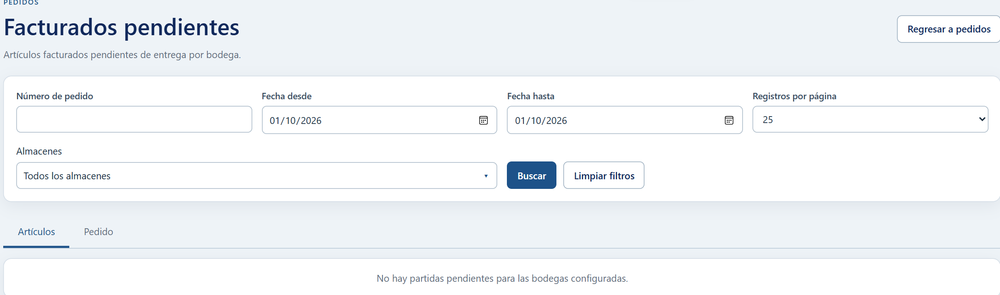 PEDIDOS
Facturados pendientes
Regresar a pedidos
Artículos facturados pendientes de entrega por bodega.
Número de pedido
Fecha desde
Fecha hasta
Registros por página
01/10/2026
01/10/2026
25
Almacenes
Todos los almacenes
Buscar
Limpiar filtros
Artículos
Pedido
No hay partidas pendientes para las bodegas configuradas.